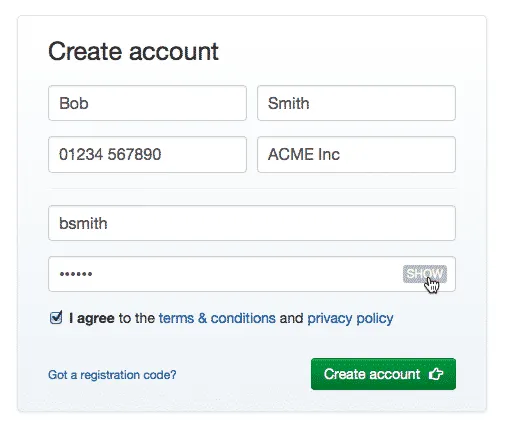 Create account
Bob
Smith
01234 567890
ACME Inc
bsmith
••••••
SHOW
I agree to the terms & conditions and privacy policy
Got a registration code?
Create account